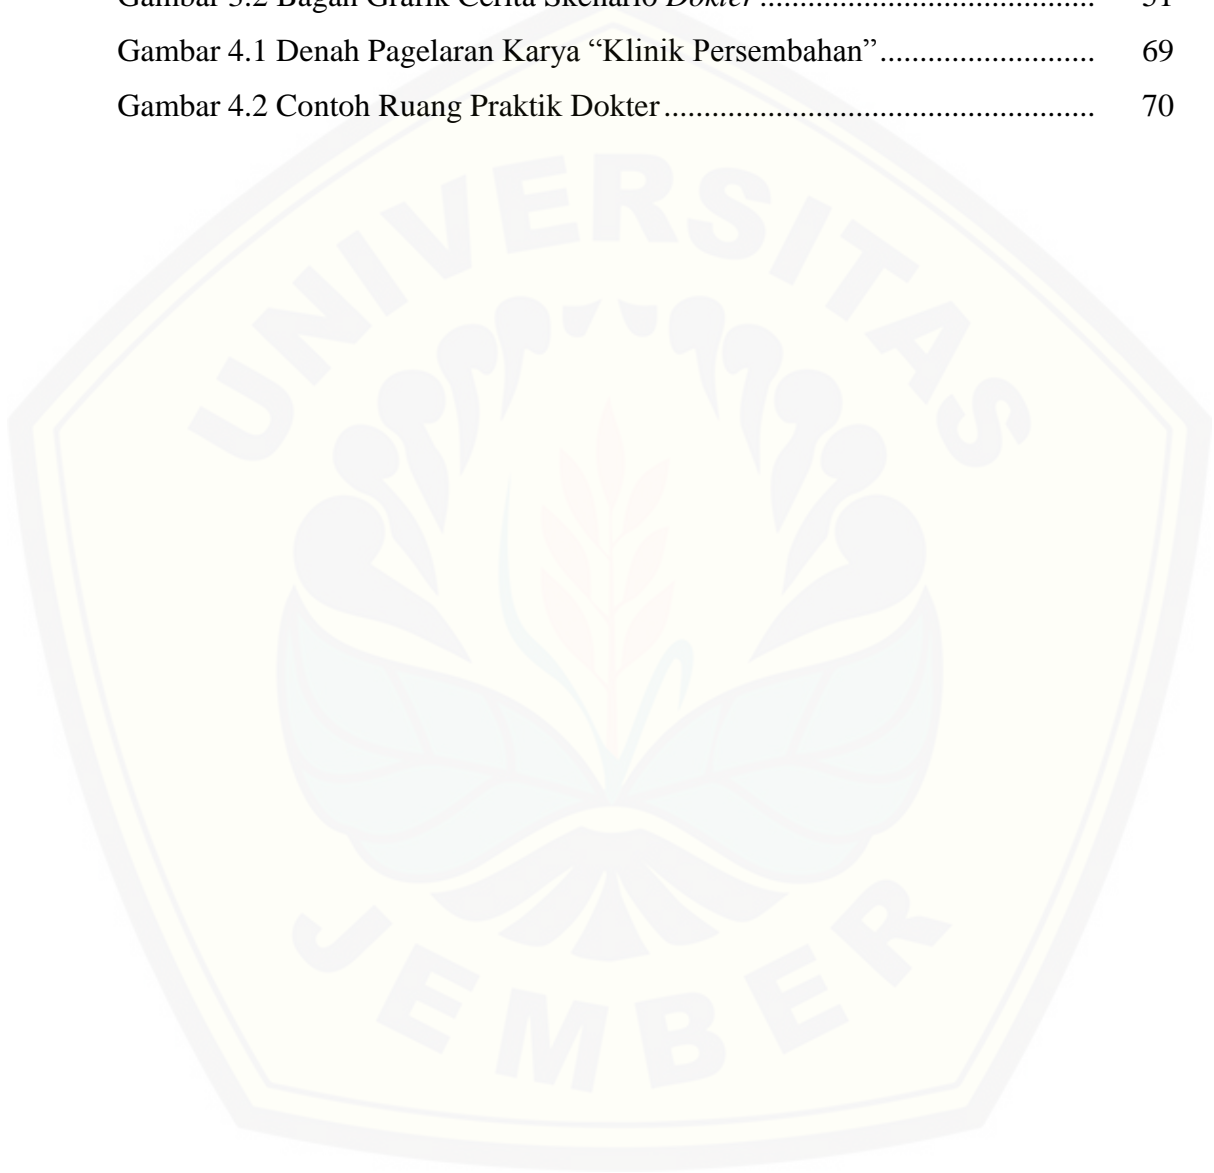 Gambar 3.2 Bagan Grafik Cerita Skenario Dokter .......................................... 51
Gambar 4.1 Denah Pagelaran Karya “Klinik Persembahan”........................... 69
Gambar 4.2 Contoh Ruang Praktik Dokter...................................................... 70
UNIVERSITAS
JEMBER